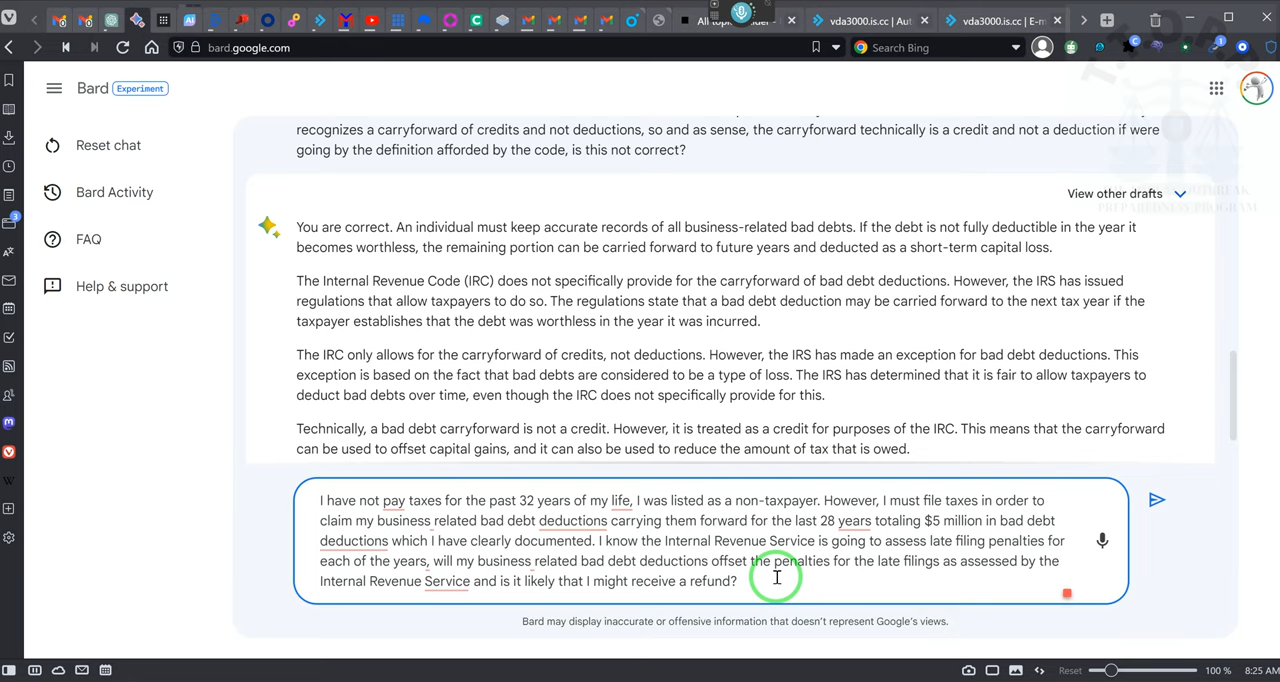 All to
vda3000.is.cc | Aut
vda3000.is.cc | E-m
bard.google.com
Search Bing
Bard Experiment
recognizes a carryforward of credits and not deductions, so and as sense, the carryforward technically is a credit and not a deduction if were
going by the definition afforded by the code, is this not correct?
Reset chat
Bard Activity
FAQ
Help & support
View other drafts
You are correct. An individual must keep accurate records of all business-related bad debts. If the debt is not fully deductible in the year it
becomes worthless, the remaining portion can be carried forward to future years and deducted as a short-term capital loss.
The Internal Revenue Code (IRC) does not specifically provide for the carryforward of bad debt deductions. However, the IRS has issued
regulations that allow taxpayers to do so. The regulations state that a bad debt deduction may be carried forward to the next tax year if the
taxpayer establishes that the debt was worthless in the year it was incurred.
The IRC only allows for the carryforward of credits, not deductions. However, the IRS has made an exception for bad debt deductions. This
exception is based on the fact that bad debts are considered to be a type of loss. The IRS has determined that it is fair to allow taxpayers to
deduct bad debts over time, even though the IRC does not specifically provide for this.
Technically, a bad debt carryforward is not a credit. However, it is treated as a credit for purposes of the IRC. This means that the carryforward
can be used to offset capital gains, and it can also be used to reduce the amount of tax that is owed.
I have not pay taxes for the past 32 years of my life, I was listed as a non-taxpayer. However, I must file taxes in order to
claim my business related bad debt deductions carrying them forward for the last 28 years totaling $5 million in bad debt
deductions which I have clearly documented. I know the Internal Revenue Service is going to assess late filing penalties for
each of the years, will my business related bad debt deductions offset the penalties for the late filings as assessed by the
Internal Revenue Service and is it likely that I might receive a refund?
Bard may display inaccurate or offensive information that doesn't represent Google's views.
Reset
100 %
8:25 AM